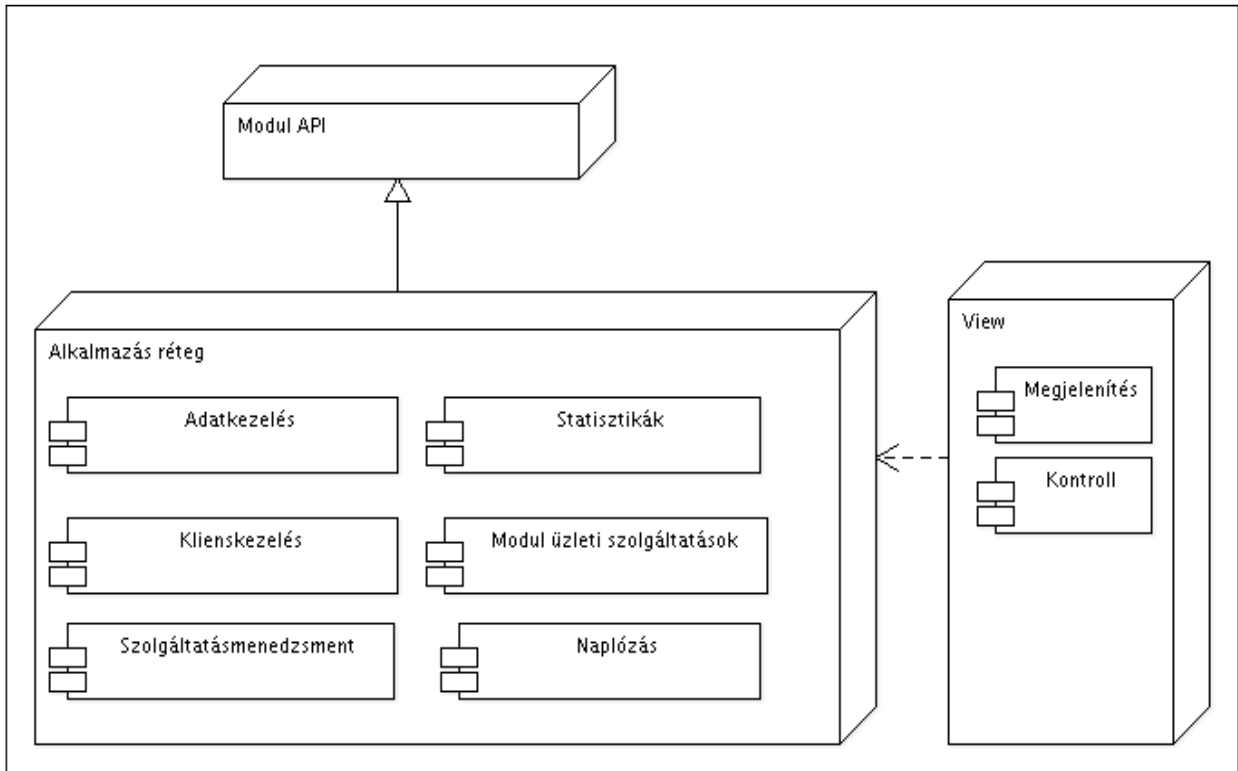 Modul API
Alkalmazás réteg
Adatkezelés
Statisztikák
Klienskezelés
Modul üzleti szolgáltatások
Szolgáltatásmenedzsment
Naplózás
View
Megjelenítés
Kontroll